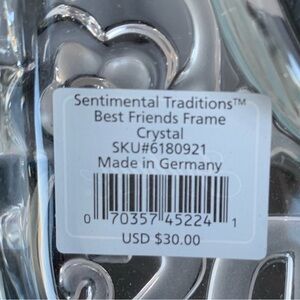 Sentimental Traditions™
Best Friends Frame
Crystal
SKU#6180921
Made in Germany
0 70357 45224 1
USD $30.00